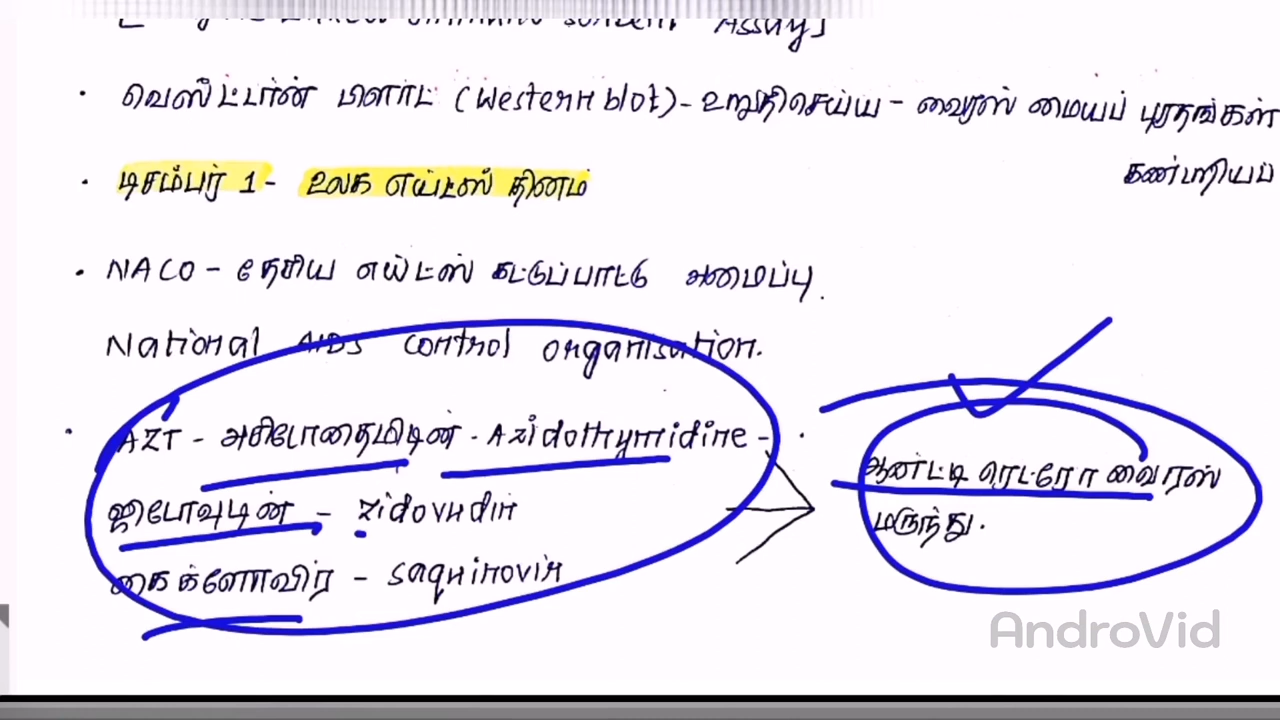 Assay)
• வெஸ்ட்டர்ன் பிளாட் (Western blot) - உறுதிசெய்ய - வைரஸ் மையப் புரதங்கள்
கண்டறியப்
• டிசம்பர் 1 - உலக எய்ட்ஸ் தினம்
• NACO - தேசிய எய்ட்ஸ் கட்டுப்பாட்டு அமைப்பு.
National AIDS control organisation.
• AZT - அசிடோதைமிடின் - Azidothymidine -
ஜிடோவுடின் - Zidovudin
ஆன்ட்டி ரெட்ரோ வைரஸ்
மருந்து.
saquinovir
AndroVid